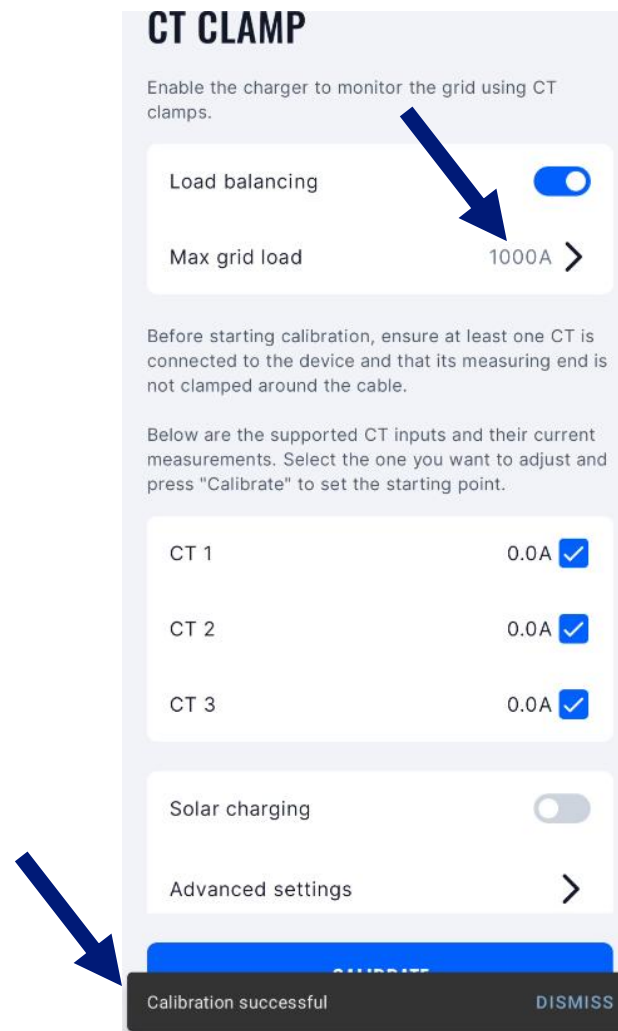 CT CLAMP
Enable the charger to monitor the grid using CT
clamps.
Load balancing
Max grid load 1000A
Before starting calibration, ensure at least one CT is
connected to the device and that its measuring end is
not clamped around the cable.
Below are the supported CT inputs and their current
measurements. Select the one you want to adjust and
press "Calibrate" to set the starting point.
CT 1 0.0A
CT 2 0.0A
CT 3 0.0A
Solar charging
Advanced settings
CALIBRATE
Calibration successful DISMISS